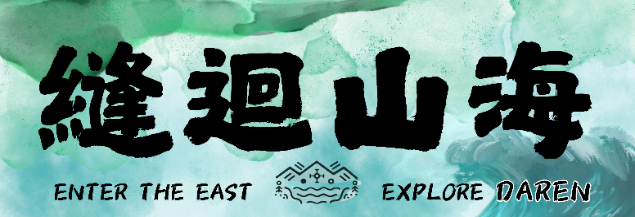 縫迴山海
ENTER THE EAST EXPLORE DAREN